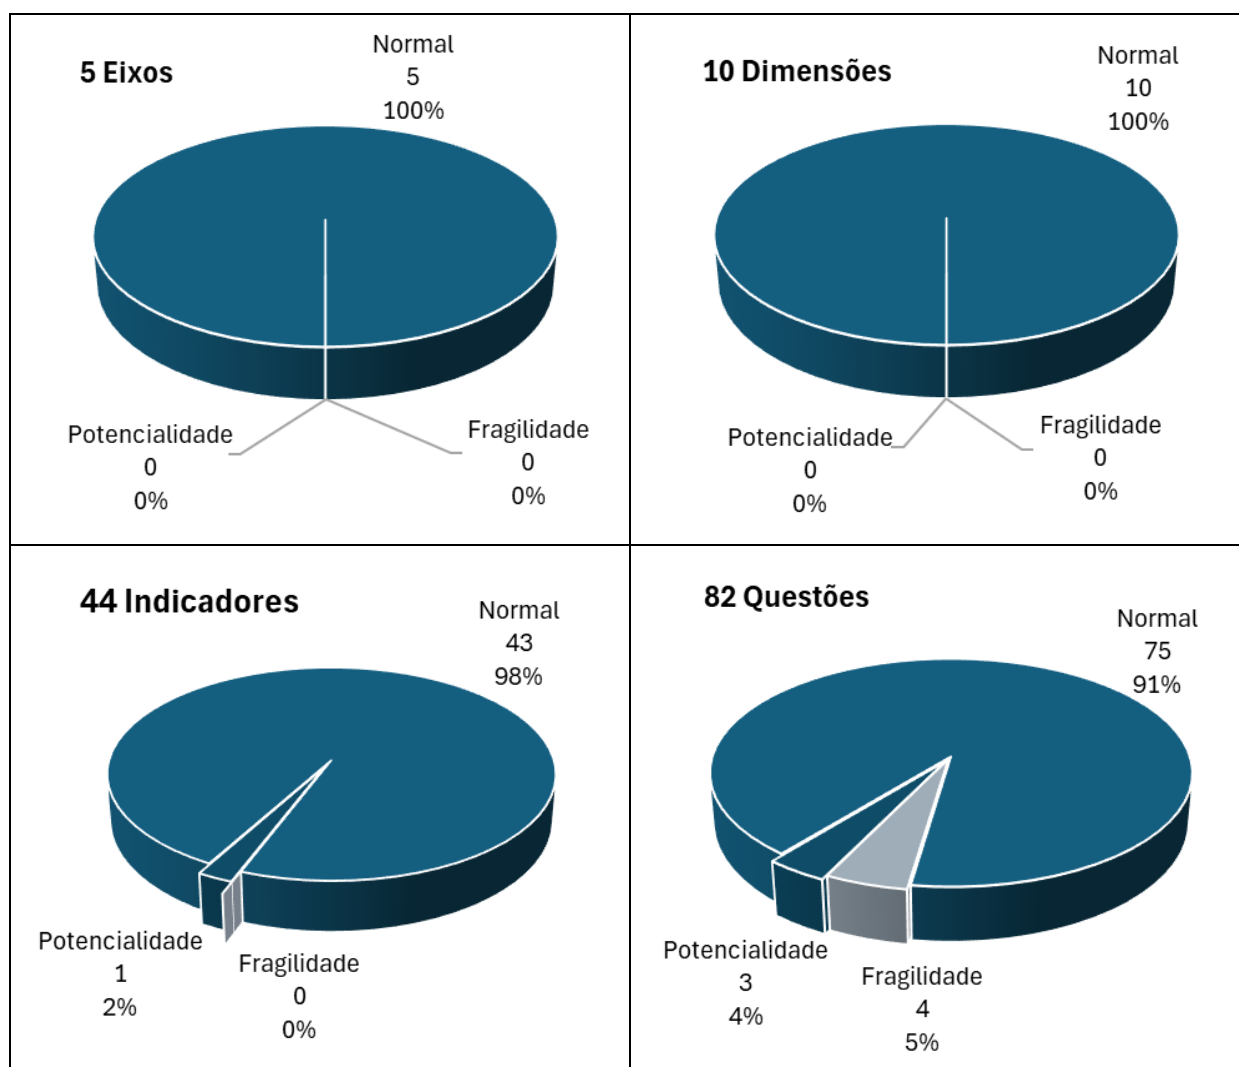 5 Eixos
Normal
5
100%
Potencialidade
0
0%
Fragilidade
0
0%
10 Dimensões
Normal
10
100%
Potencialidade
0
0%
Fragilidade
0
0%
44 Indicadores
Normal
43
98%
Potencialidade
1
2%
Fragilidade
0
0%
82 Questões
Normal
75
91%
Potencialidade
3
4%
Fragilidade
4
5%